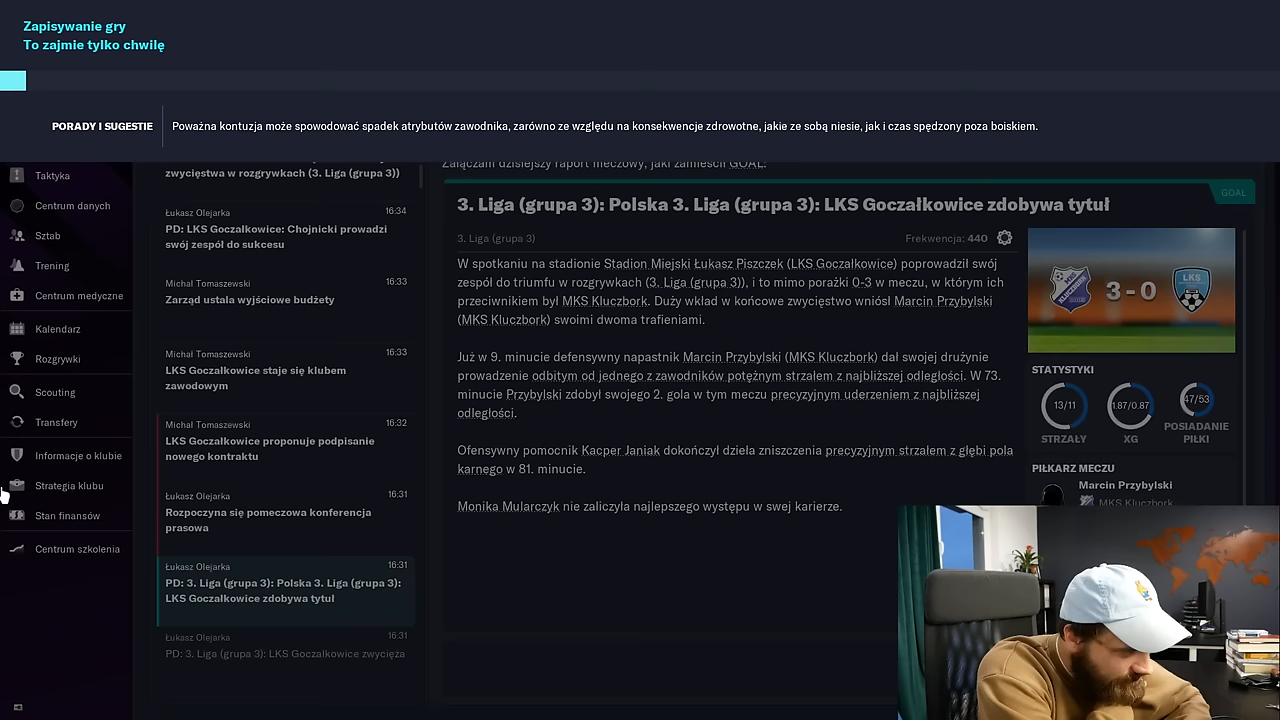 Zapisywanie gry
To zajmie tylko chwilę
PORADY I SUGESTIE
Poważna kontuzja może spowodować spadek atrybutów zawodnika, zarówno ze względu na konsekwencje zdrowotne, jakie ze sobą niesie, jak i czas spędzony poza boiskiem.
Taktyka
Centrum danych
Sztab
Trening
Centrum medyczne
Kalendarz
Rozgrywki
Scouting
Transfery
Informacje o klubie
Strategia klubu
Stan finansów
Centrum szkolenia
zwycięstwa w rozgrywkach (3. Liga (grupa 3))
Łukasz Olejarka 16:34
PD: LKS Goczalkowice: Chojnicki prowadzi
swój zespół do sukcesu
Michal Tomaszewski 16:33
Zarząd ustala wyjściowe budżety
Michal Tomaszewski 16:33
LKS Goczalkowice staje się klubem
zawodowym
Michal Tomaszewski 16:32
LKS Goczalkowice proponuje podpisanie
nowego kontraktu
Łukasz Olejarka 16:31
Rozpoczyna się pomeczowa konferencja
prasowa
Łukasz Olejarka 16:31
PD: 3. Liga (grupa 3): Polska 3. Liga (grupa 3):
LKS Goczalkowice zdobywa tytuł
Łukasz Olejarka 16:31
PD: 3. Liga (grupa 3): LKS Goczalkowice zwycięża
Załączam dzisiejszy raport meczowy, jaki zamieścił GOAL:
GOAL
3. Liga (grupa 3): Polska 3. Liga (grupa 3): LKS Goczałkowice zdobywa tytuł
3. Liga (grupa 3)
Frekwencja: 440
W spotkaniu na stadionie Stadion Miejski Łukasz Piszczek (LKS Goczalkowice) poprowadził swój
zespół do triumfu w rozgrywkach (3. Liga (grupa 3)), i to mimo porażki 0-3 w meczu, w którym ich
przeciwnikiem był MKS Kluczbork. Duży wkład w końcowe zwycięstwo wniósł Marcin Przybylski
(MKS Kluczbork) swoimi dwoma trafieniami.
Już w 9. minucie defensywny napastnik Marcin Przybylski (MKS Kluczbork) dał swojej drużynie
prowadzenie odbitym od jednego z zawodników potężnym strzałem z najbliższej odległości. W 73.
minucie Przybylski zdobył swojego 2. gola w tym meczu precyzyjnym uderzeniem z najbliższej
odległości.
Ofensywny pomocnik Kacper Janiak dokończył dzieła zniszczenia precyzyjnym strzałem z głębi pola
karnego w 81. minucie.
Monika Mularczyk nie zaliczyła najlepszego występu w swej karierze.
MKS KLUCZBORK
3 - 0
LKS
STATYSTYKI
13/11
1.87/0.87
47/53
STRZAŁY
XG
POSIADANIE
PIŁKI
PIŁKARZ MECZU
Marcin Przybylski
MKS Kluczbork